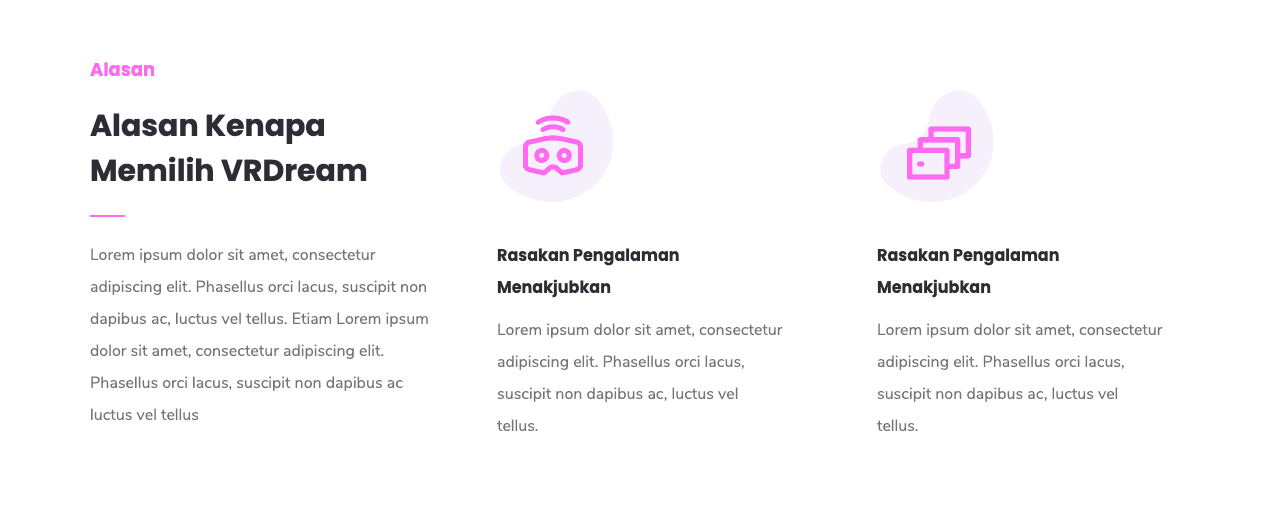 Alasan
Alasan Kenapa
Memilih VRDream
Lorem ipsum dolor sit amet, consectetur
adipiscing elit. Phasellus orci lacus, suscipit non
dapibus ac, luctus vel tellus. Etiam Lorem ipsum
dolor sit amet, consectetur adipiscing elit.
Phasellus orci lacus, suscipit non dapibus ac
luctus vel tellus
Rasakan Pengalaman
Menakjubkan
Lorem ipsum dolor sit amet, consectetur
adipiscing elit. Phasellus orci lacus,
suscipit non dapibus ac, luctus vel
tellus.
Rasakan Pengalaman
Menakjubkan
Lorem ipsum dolor sit amet, consectetur
adipiscing elit. Phasellus orci lacus,
suscipit non dapibus ac, luctus vel
tellus.